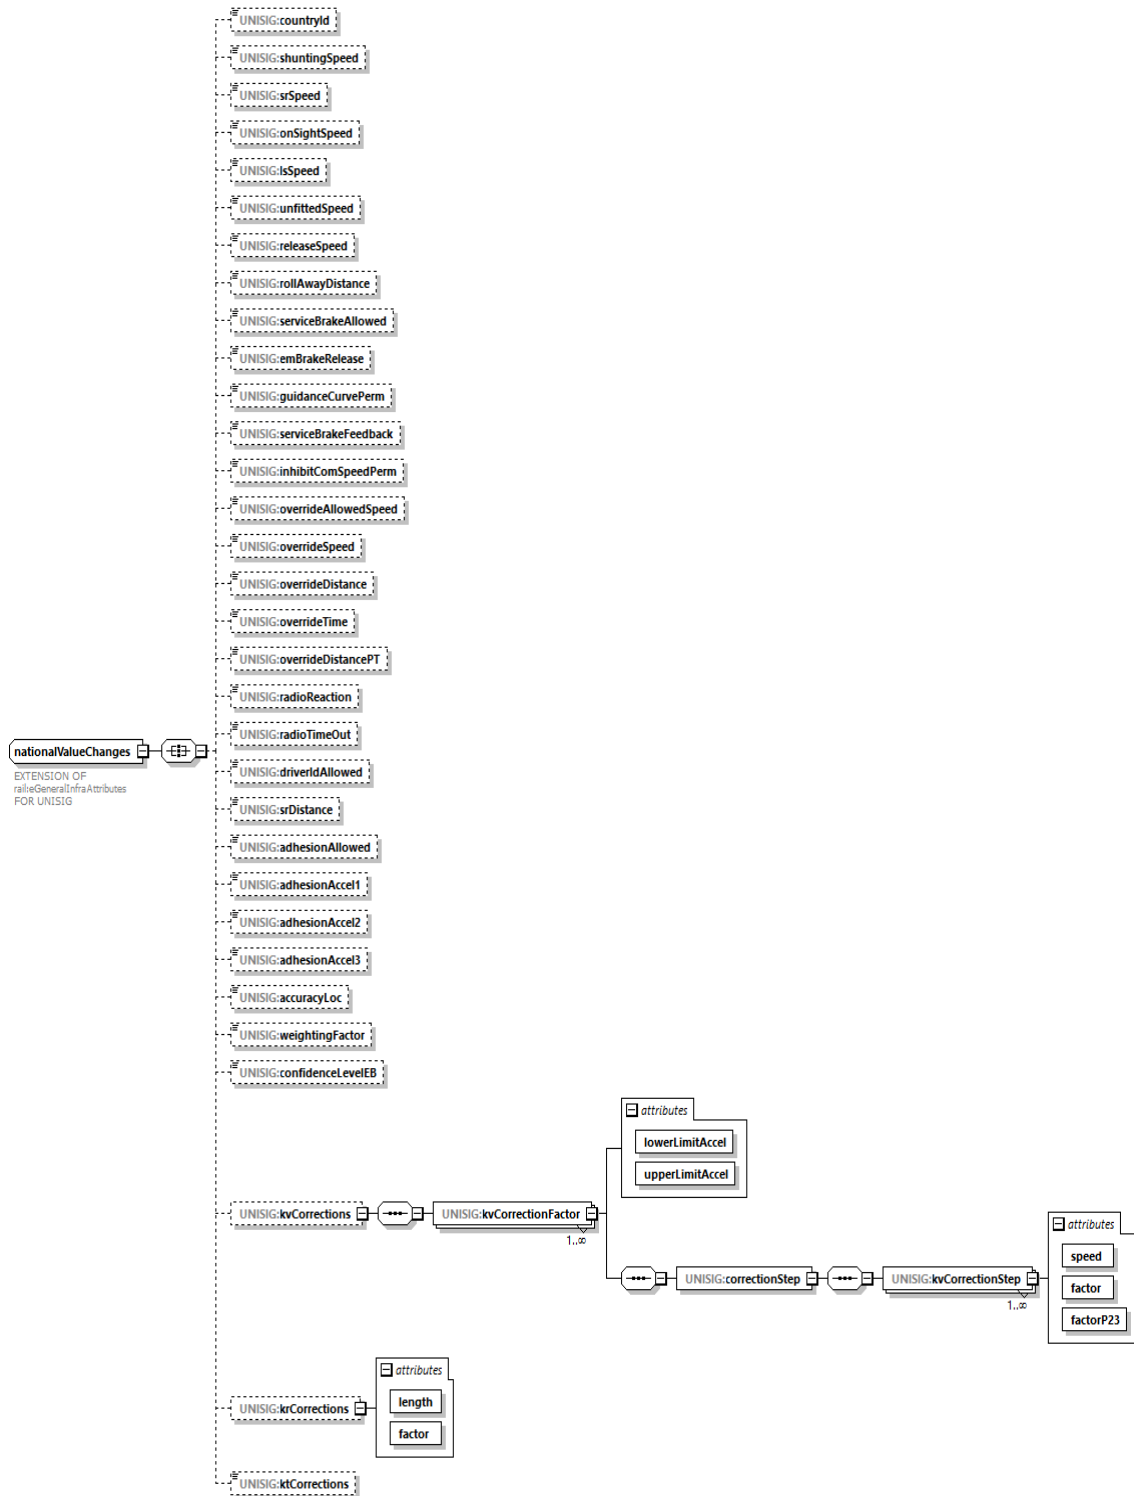 UNISIG:countryId
UNISIG:shuntingSpeed
UNISIG:srSpeed
UNISIG:onSightSpeed
UNISIG:lsSpeed
UNISIG:unfittedSpeed
UNISIG:releaseSpeed
UNISIG:rollAwayDistance
UNISIG:serviceBrakeAllowed
UNISIG:emBrakeRelease
UNISIG:guidanceCurvePerm
UNISIG:serviceBrakeFeedback
UNISIG:inhibitComSpeedPerm
UNISIG:overrideAllowedSpeed
UNISIG:overrideSpeed
UNISIG:overrideDistance
UNISIG:overrideTime
UNISIG:overrideDistancePT
UNISIG:radioReaction
UNISIG:radioTimeOut
nationalValueChanges
EXTENSION OF
rail:eGeneralInfraAttributes
FOR UNISIG
UNISIG:driverIdAllowed
UNISIG:srDistance
UNISIG:adhesionAllowed
UNISIG:adhesionAccel1
UNISIG:adhesionAccel2
UNISIG:adhesionAccel3
UNISIG:accuracyLoc
UNISIG:weightingFactor
UNISIG:confidenceLevelEB
attributes
lowerLimitAccel
upperLimitAccel
UNISIG:kvCorrections
UNISIG:kvCorrectionFactor
1..∞
attributes
UNISIG:correctionStep
UNISIG:kvCorrectionStep
1..∞
speed
factor
factorP23
attributes
UNISIG:krCorrections
length
factor
UNISIG:ktCorrections